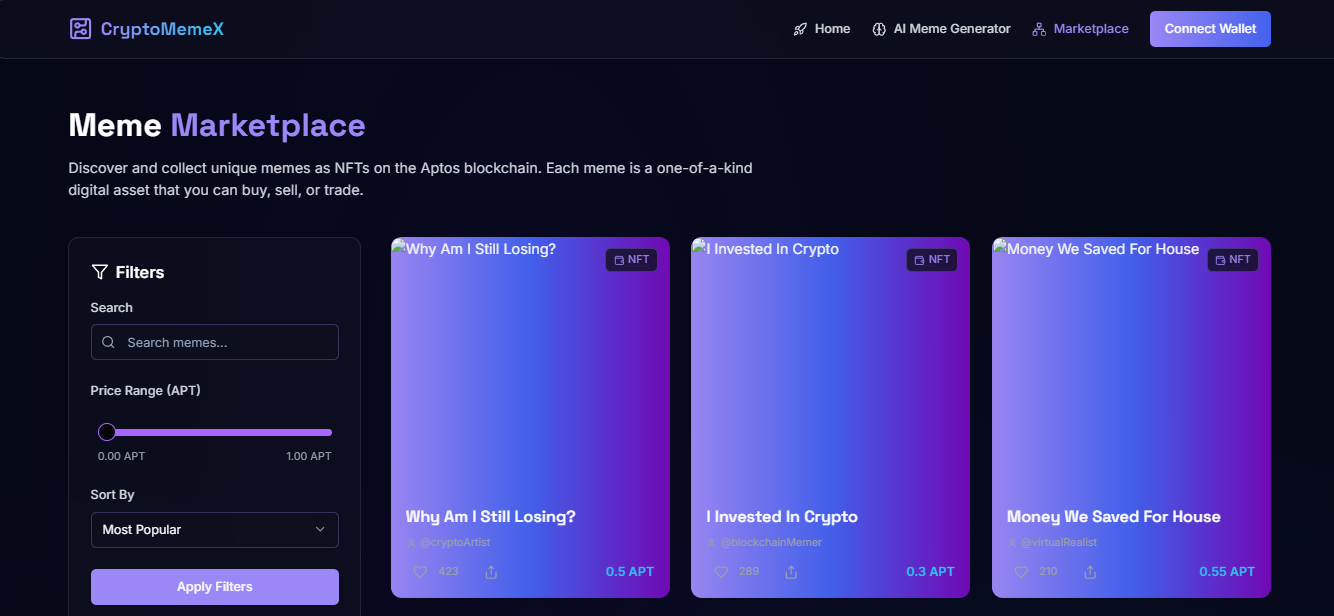 CryptoMemeX
Home
AI Meme Generator
Marketplace
Connect Wallet
Meme Marketplace
Discover and collect unique memes as NFTs on the Aptos blockchain. Each meme is a one-of-a-kind
digital asset that you can buy, sell, or trade.
Filters
Search
Search memes...
Price Range (APT)
0.00 APT
1.00 APT
Sort By
Most Popular
Apply Filters
Why Am I Still Losing?
NFT
Why Am I Still Losing?
@cryptoArtist
423
0.5 APT
I Invested In Crypto
NFT
I Invested In Crypto
@blockchainMemer
289
0.3 APT
Money We Saved For House
NFT
Money We Saved For House
@virtualRealist
210
0.55 APT